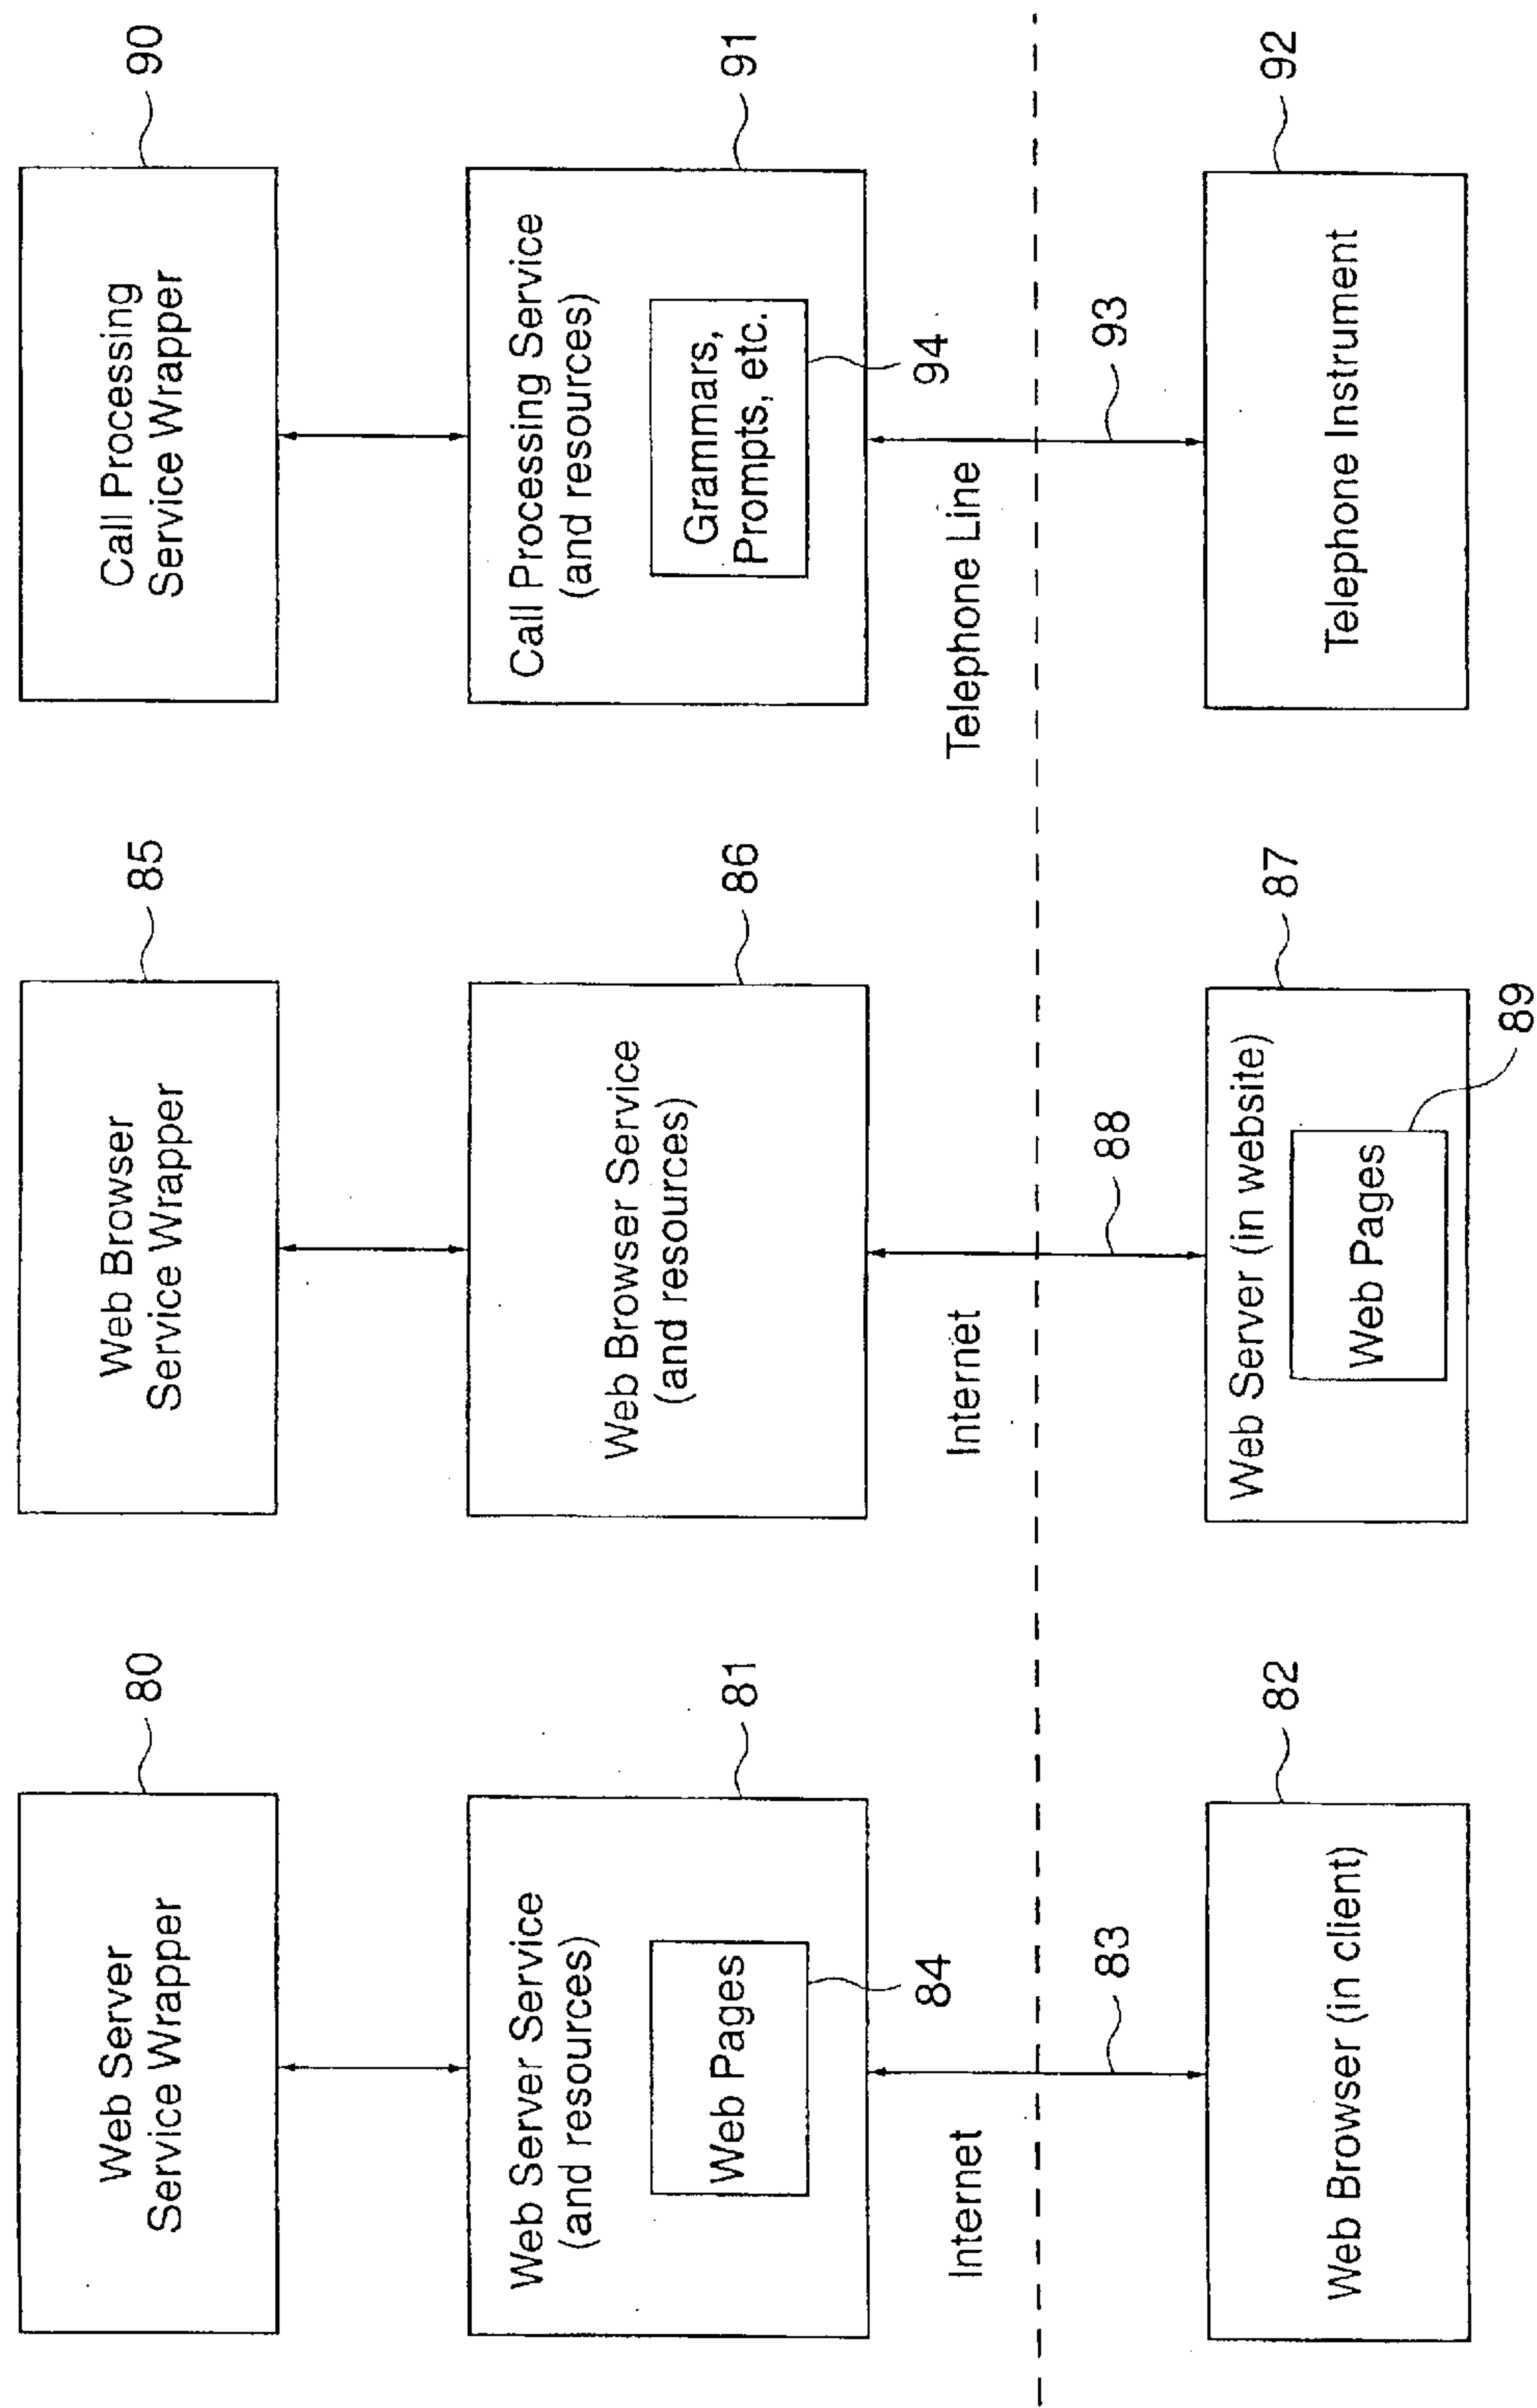 Web Server
Service Wrapper
80
Web Server Service
(and resources)
81
Web Pages
84
Internet
83
Web Browser (in client)
82
Web Browser
Service Wrapper
85
Web Browser Service
(and resources)
86
Internet
88
Web Server (in website)
87
Web Pages
89
Call Processing
Service Wrapper
90
Call Processing Service
(and resources)
91
Grammars,
Prompts, etc.
94
Telephone Line
93
Telephone Instrument
92